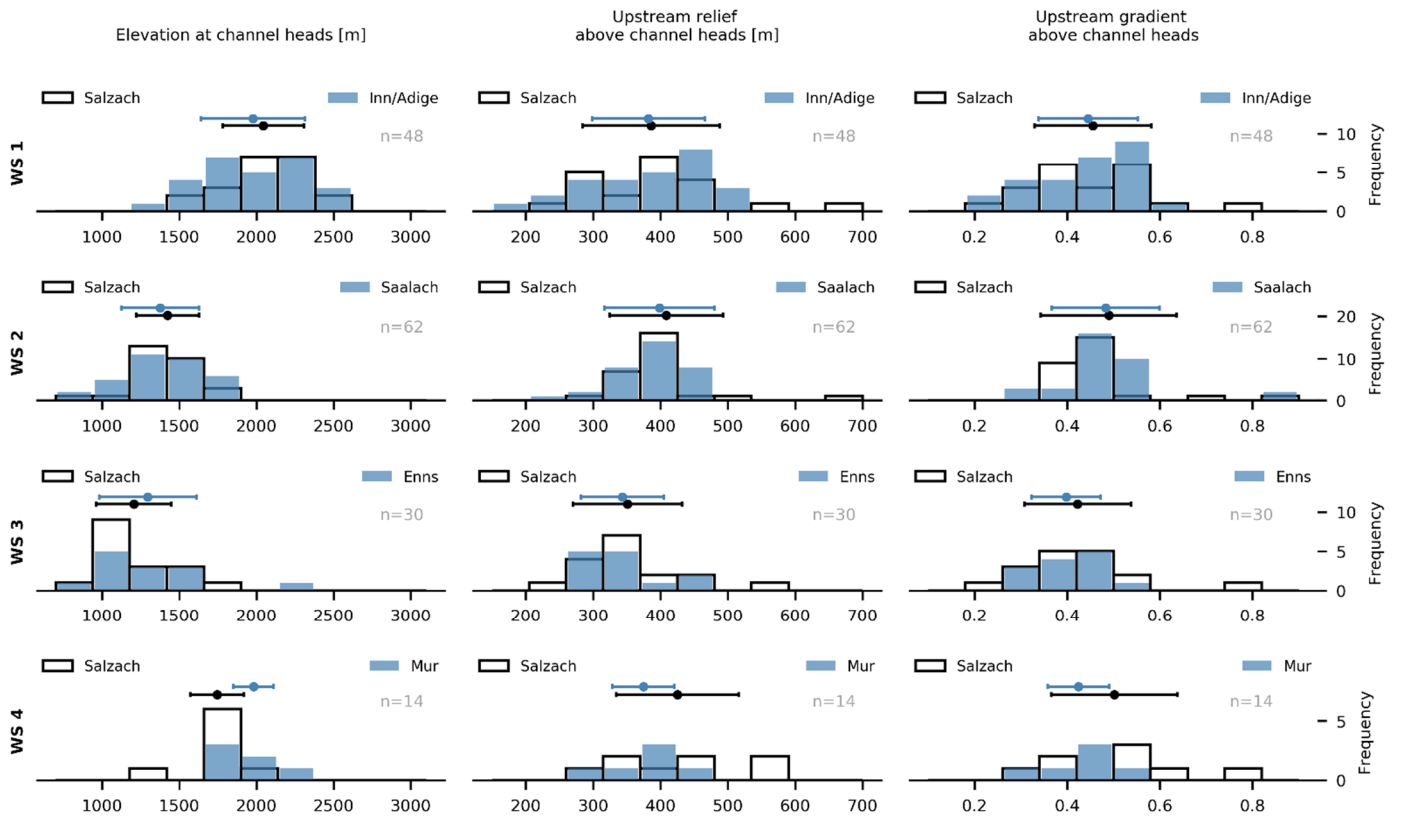 Elevation at channel heads [m]
Upstream relief
above channel heads [m]
Upstream gradient
above channel heads
WS 1
Salzach
Inn/Adige
n=48
1000 1500 2000 2500 3000
Salzach
Inn/Adige
n=48
200 300 400 500 600 700
Salzach
Inn/Adige
n=48
0.2 0.4 0.6 0.8
10
5
0
Frequency
WS 2
Salzach
Saalach
n=62
1000 1500 2000 2500 3000
Salzach
Saalach
n=62
200 300 400 500 600 700
Salzach
Saalach
n=62
0.2 0.4 0.6 0.8
20
10
0
Frequency
WS 3
Salzach
Enns
n=30
1000 1500 2000 2500 3000
Salzach
Enns
n=30
200 300 400 500 600 700
Salzach
Enns
n=30
0.2 0.4 0.6 0.8
10
5
0
Frequency
WS 4
Salzach
Mur
n=14
1000 1500 2000 2500 3000
Salzach
Mur
n=14
200 300 400 500 600 700
Salzach
Mur
n=14
0.2 0.4 0.6 0.8
5
0
Frequency